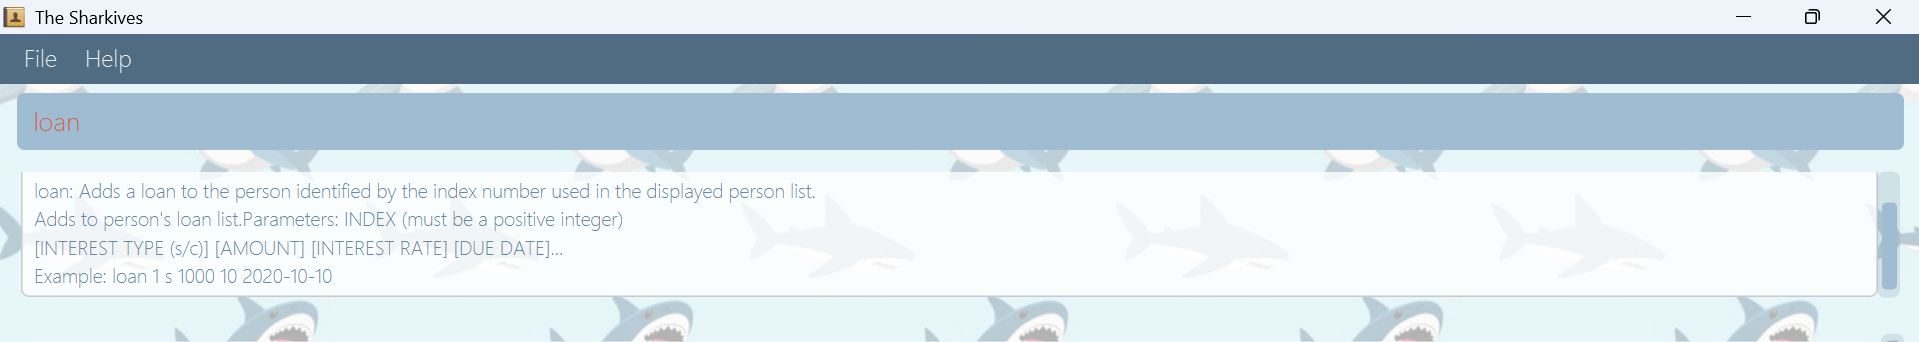 The Sharkives
File Help
loan
loan: Adds a loan to the person identified by the index number used in the displayed person list.
Adds to person's loan list.Parameters: INDEX (must be a positive integer)
[INTEREST TYPE (s/c)] [AMOUNT] [INTEREST RATE] [DUE DATE]...
Example: loan 1 s 1000 10 2020-10-10